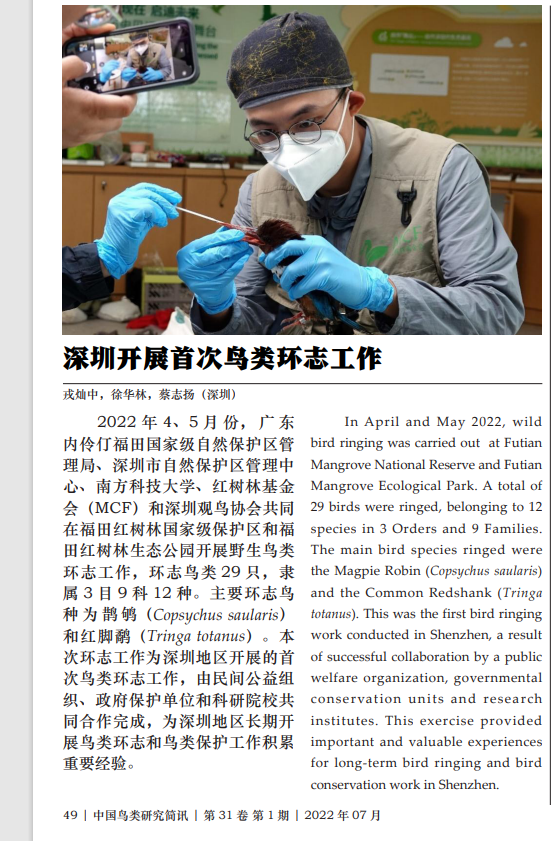 深圳开展首次鸟类环志工作
戎灿中，徐华林，蔡志扬（深圳）
2022 年 4、5 月份，广东
内伶仃福田国家级自然保护区管
理局、深圳市自然保护区管理中
心、南方科技大学、红树林基金
会（MCF）和深圳观鸟协会共同
在福田红树林国家级保护区和福
田红树林生态公园开展野生鸟类
环志工作，环志鸟类 29 只，隶
属 3 目 9 科 12 种。主要环志鸟
种为鹊鸲（Copsychus saularis）
和红脚鹬（Tringa totanus）。本
次环志工作为深圳地区开展的首
次鸟类环志工作，由民间公益组
织、政府保护单位和科研院校共
同合作完成，为深圳地区长期开
展鸟类环志和鸟类保护工作积累
重要经验。
In April and May 2022, wild
bird ringing was carried out at Futian
Mangrove National Reserve and Futian
Mangrove Ecological Park. A total of
29 birds were ringed, belonging to 12
species in 3 Orders and 9 Families.
The main bird species ringed were
the Magpie Robin (Copsychus saularis)
and the Common Redshank (Tringa
totanus). This was the first bird ringing
work conducted in Shenzhen, a result
of successful collaboration by a public
welfare organization, governmental
conservation units and research
institutes. This exercise provided
important and valuable experiences
for long-term bird ringing and bird
conservation work in Shenzhen.
49 | 中国鸟类研究简讯 | 第 31 卷 第 1 期 | 2022 年 07 月